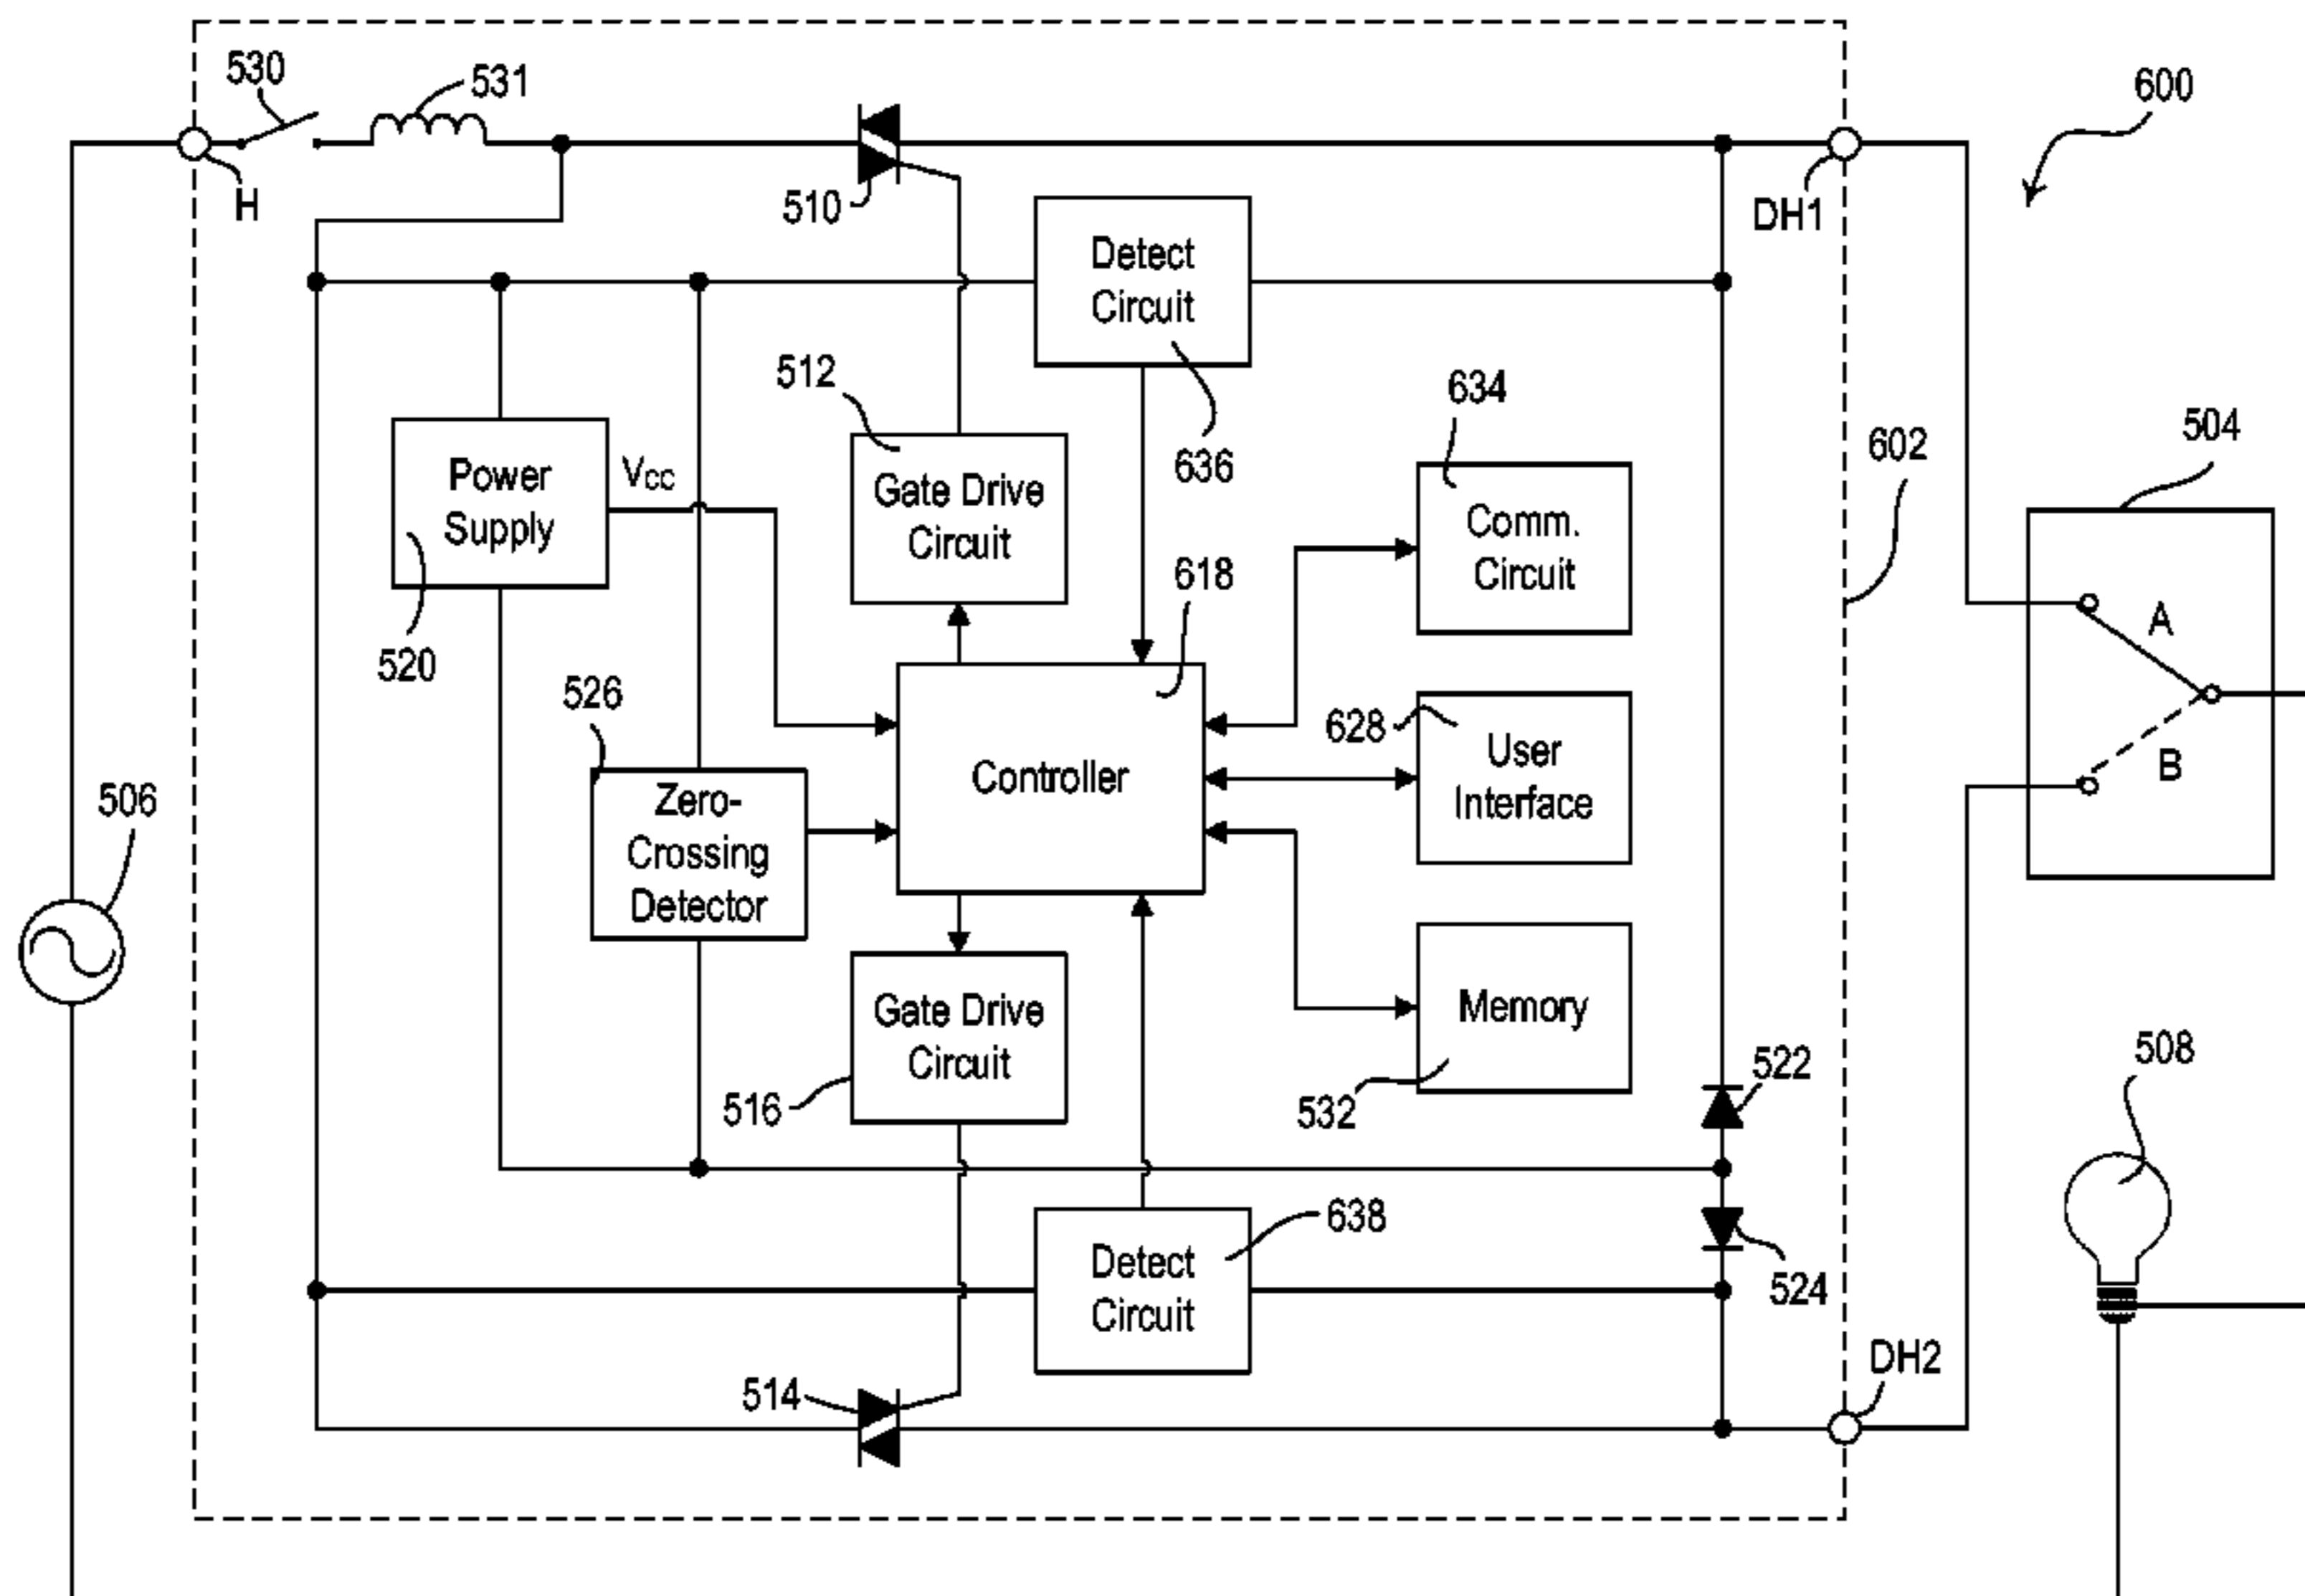 530
531
600
H
510
DH1
Detect
Circuit
512
634
504
636
602
Power
Supply
VCC
Gate Drive
Circuit
Comm.
Circuit
618
A
520
526
628
User
Interface
B
Controller
506
Zero-
Crossing
Detector
Gate Drive
Circuit
Memory
508
522
516
532
638
Detect
Circuit
524
DH2
514